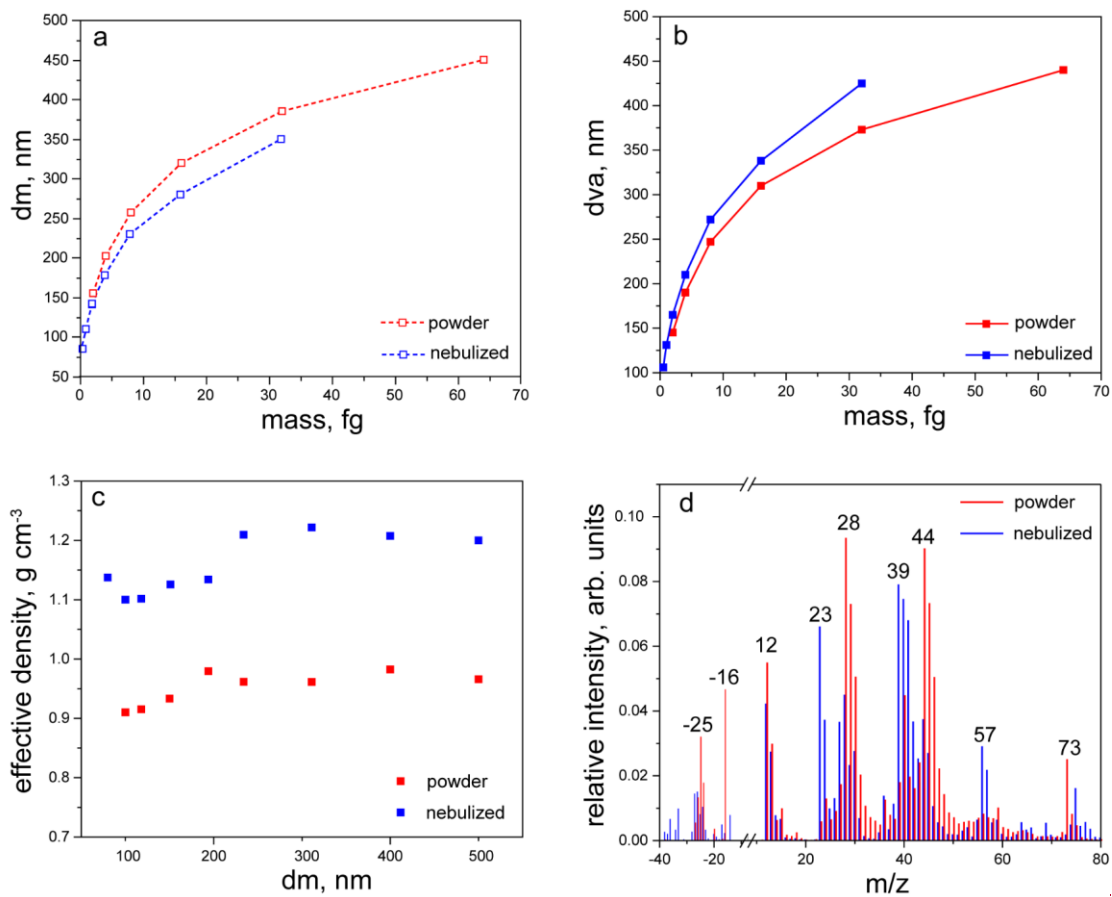 a
500
450
400
350
300
250
200
150
100
50
dm, nm
powder
nebulized
0 10 20 30 40 50 60 70
mass, fg
b
500
450
400
350
300
250
200
150
100
dva, nm
powder
nebulized
0 10 20 30 40 50 60 70
mass, fg
c
1.3
1.2
1.1
1.0
0.9
0.8
0.7
effective density, g cm-3
powder
nebulized
100 200 300 400 500
dm, nm
d
0.10
0.08
0.06
0.04
0.02
0.00
relative intensity, arb. units
powder
nebulized
28
44
39
23
12
-16
-25
57
73
-40 -20 20 40 60 80
m/z